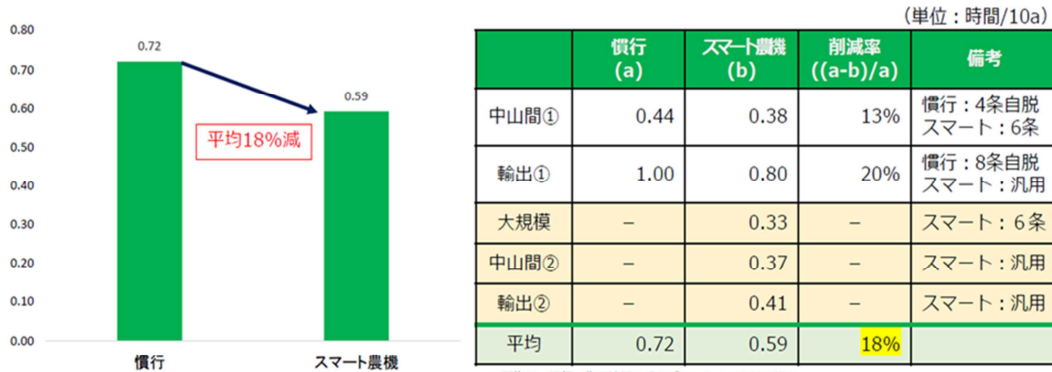 0.80
0.70
0.60
0.50
0.40
0.30
0.20
0.10
0.00
0.72
0.59
平均18%減
慣行
スマート農機
（単位：時間/10a）
慣行 (a) スマート農機 (b) 削減率 ((a-b)/a) 備考
中山間① 0.44 0.38 13% 慣行：4条自脱 スマート：6条
輸出① 1.00 0.80 20% 慣行：8条自脱 スマート：汎用
大規模 – 0.33 – スマート：6条
中山間② – 0.37 – スマート：汎用
輸出② – 0.41 – スマート：汎用
平均 0.72 0.59 18%